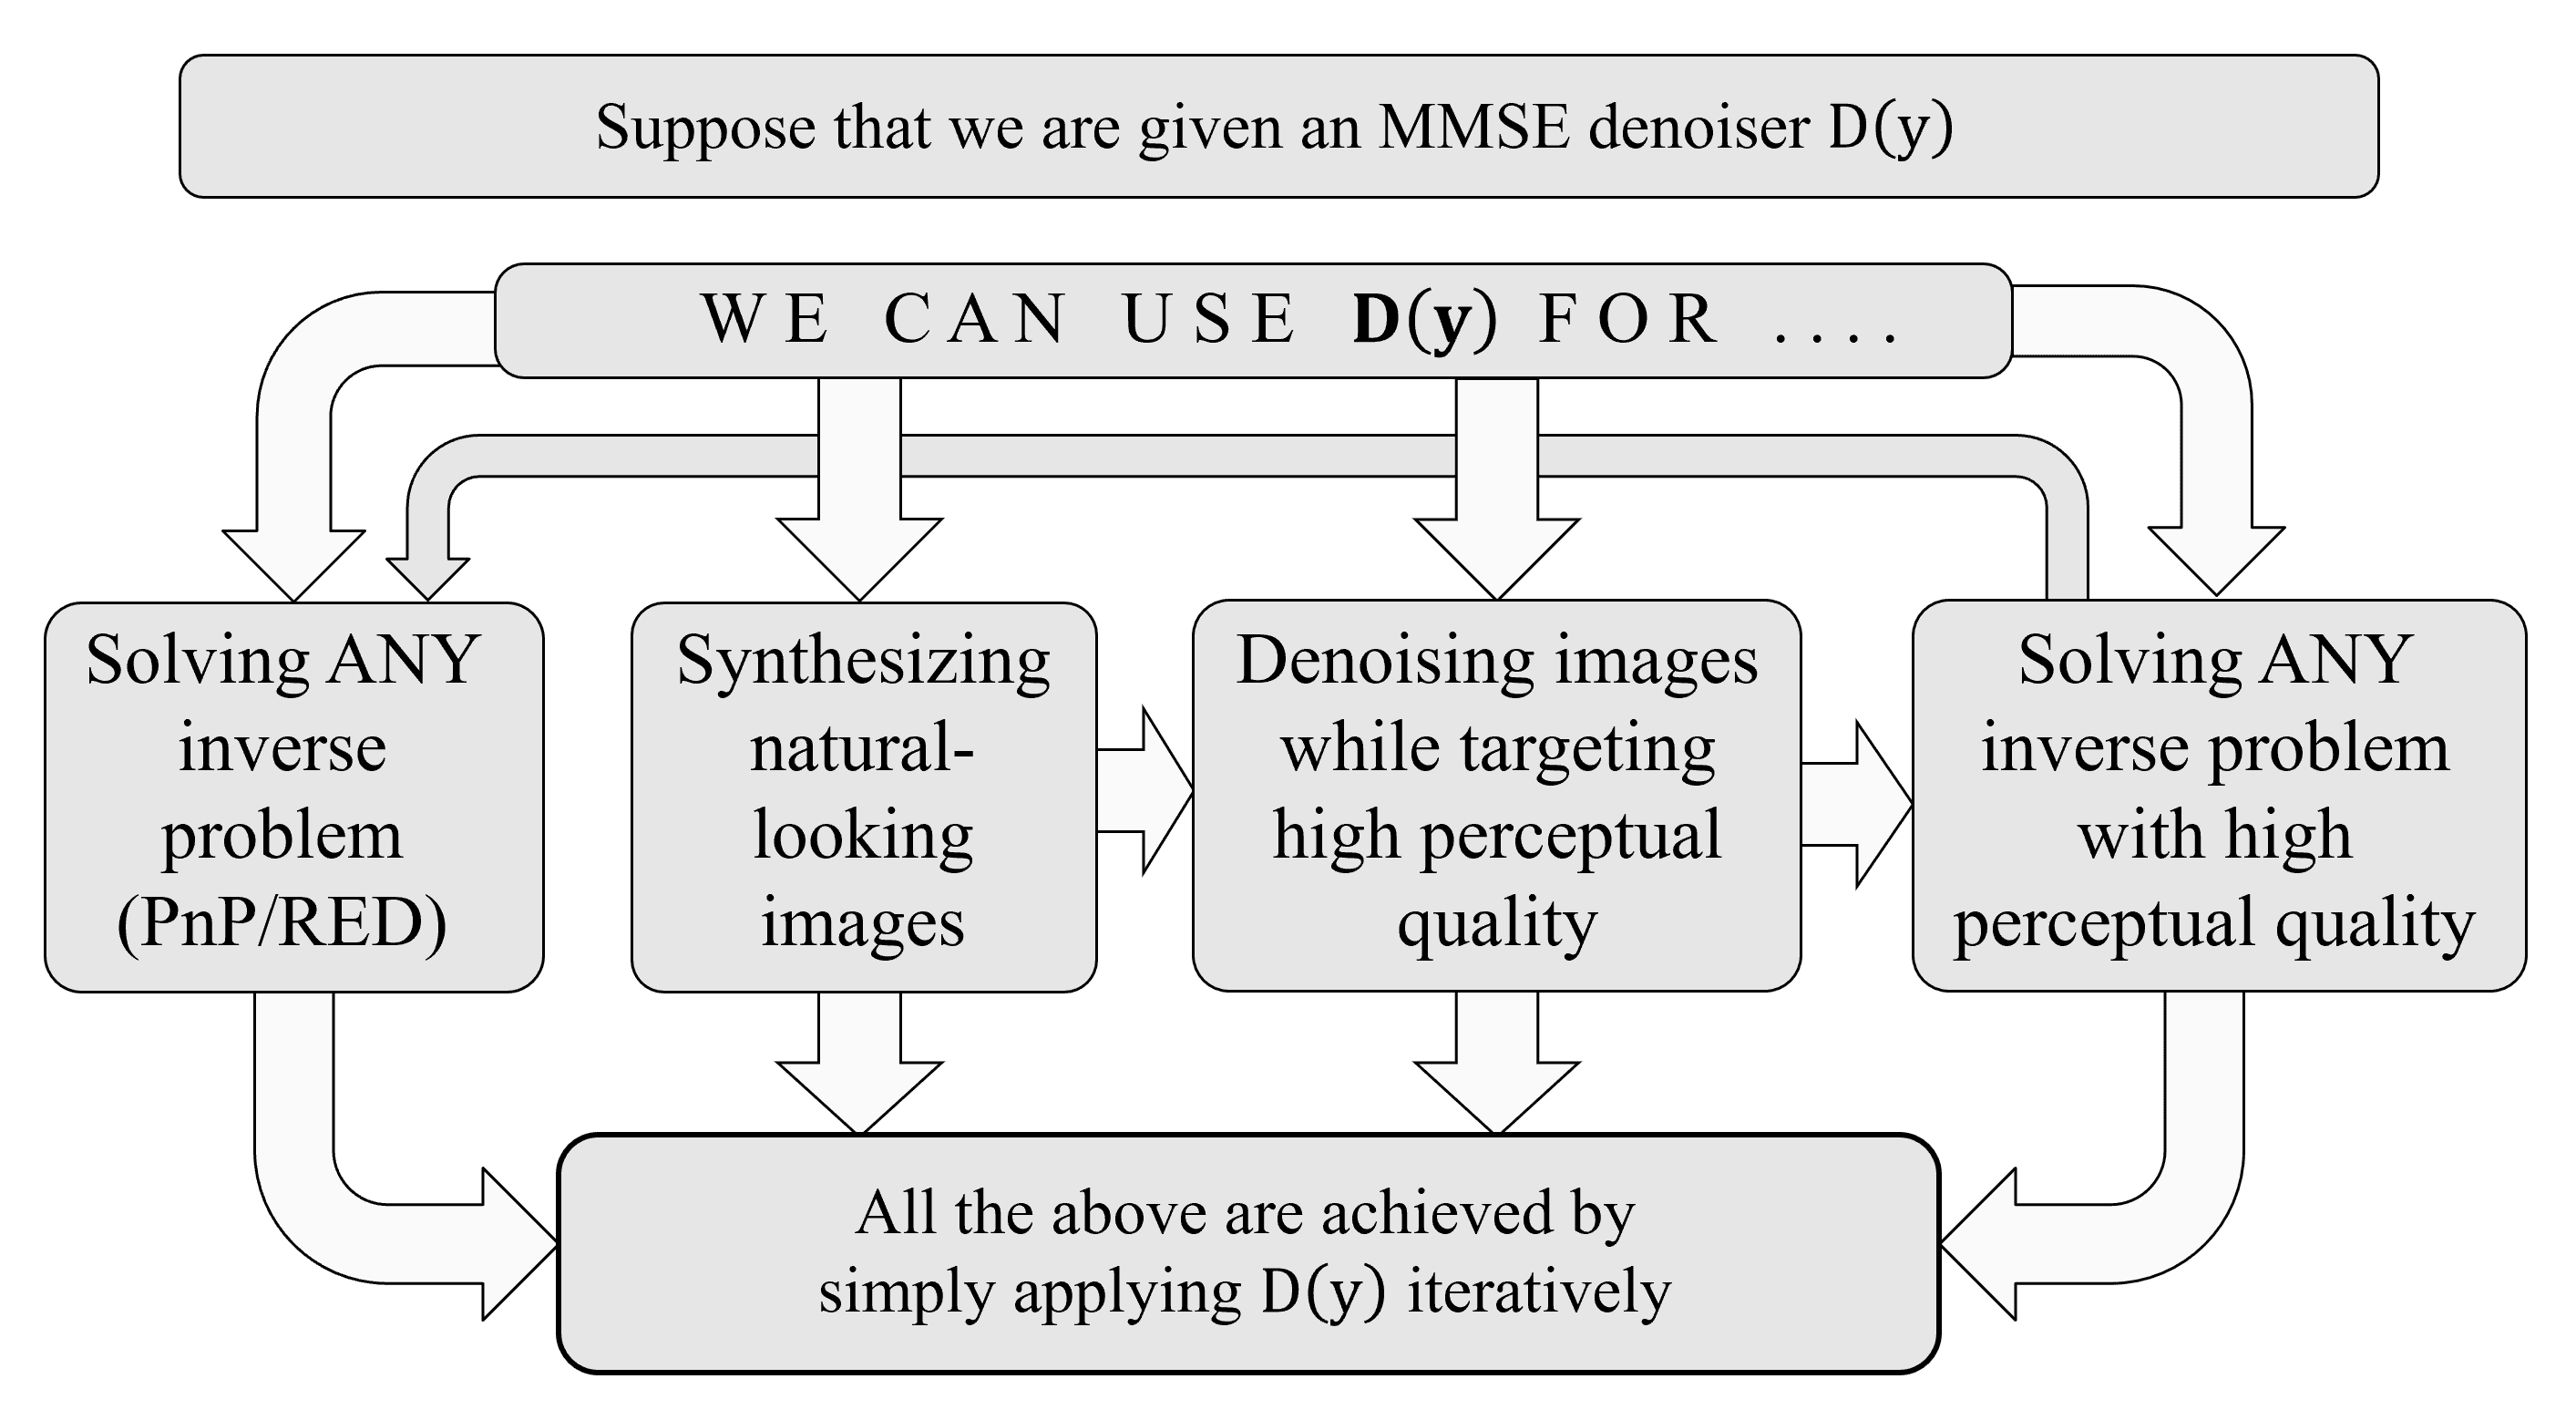 Suppose that we are given an MMSE denoiser D(y)
WE CAN USE D(y) FOR ....
Solving ANY
inverse
problem
(PnP/RED)
Synthesizing
natural-
looking
images
Denoising images
while targeting
high perceptual
quality
Solving ANY
inverse problem
with high
perceptual quality
All the above are achieved by
simply applying D(y) iteratively